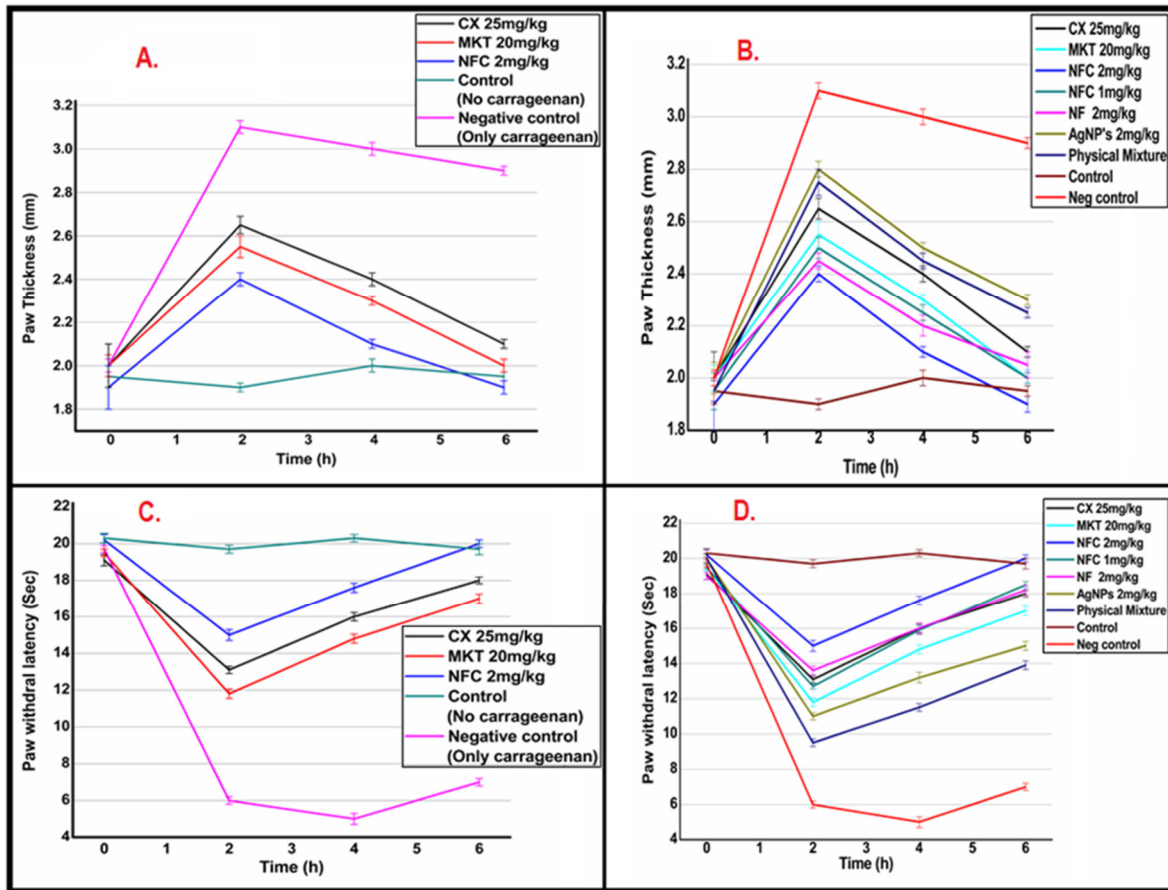 A.
CX 25mg/kg
MKT 20mg/kg
NFC 2mg/kg
Control
(No carrageenan)
Negative control
(Only carrageenan)
Paw Thickness (mm)
3.2
3.0
2.8
2.6
2.4
2.2
2.0
1.8
0 1 2 3 4 5 6
Time (h)
B.
CX 25mg/kg
MKT 20mg/kg
NFC 2mg/kg
NFC 1mg/kg
NF 2mg/kg
AgNP's 2mg/kg
Physical Mixture
Control
Neg control
Paw Thickness (mm)
3.2
3.0
2.8
2.6
2.4
2.2
2.0
1.8
0 1 2 3 4 5 6
Time (h)
C.
Paw withdral latency (Sec)
22
20
18
16
14
12
10
8
6
4
CX 25mg/kg
MKT 20mg/kg
NFC 2mg/kg
Control
(No carrageenan)
Negative control
(Only carrageenan)
0 1 2 3 4 5 6
Time (h)
D.
CX 25mg/kg
MKT 20mg/kg
NFC 2mg/kg
NFC 1mg/kg
NF 2mg/kg
AgNPs 2mg/kg
Physical Mixture
Control
Neg control
Paw withdral latency (Sec)
22
20
18
16
14
12
10
8
6
4
0 1 2 3 4 5 6
Time (h)